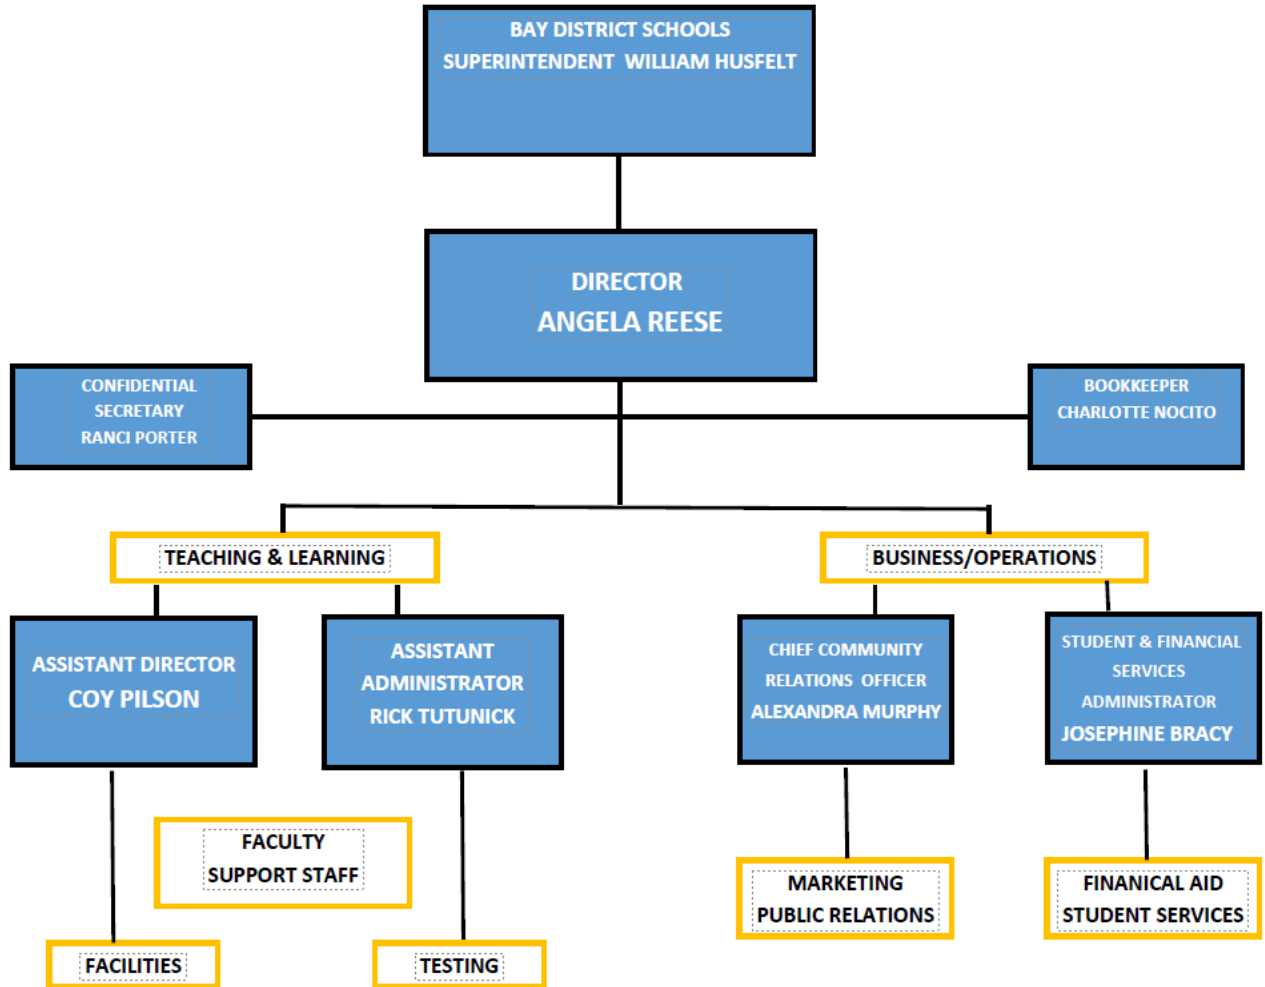 BAY DISTRICT SCHOOLS
SUPERINTENDENT WILLIAM HUSFELT
DIRECTOR
ANGELA REESE
CONFIDENTIAL
SECRETARY
RANCI PORTER
BOOKKEEPER
CHARLOTTE NOCITO
TEACHING & LEARNING
BUSINESS/OPERATIONS
ASSISTANT DIRECTOR
COY PILSON
ASSISTANT
ADMINISTRATOR
RICK TUTUNICK
CHIEF COMMUNITY
RELATIONS OFFICER
ALEXANDRA MURPHY
STUDENT & FINANCIAL
SERVICES
ADMINISTRATOR
JOSEPHINE BRACY
FACULTY
SUPPORT STAFF
MARKETING
PUBLIC RELATIONS
FINANICAL AID
STUDENT SERVICES
FACILITIES
TESTING